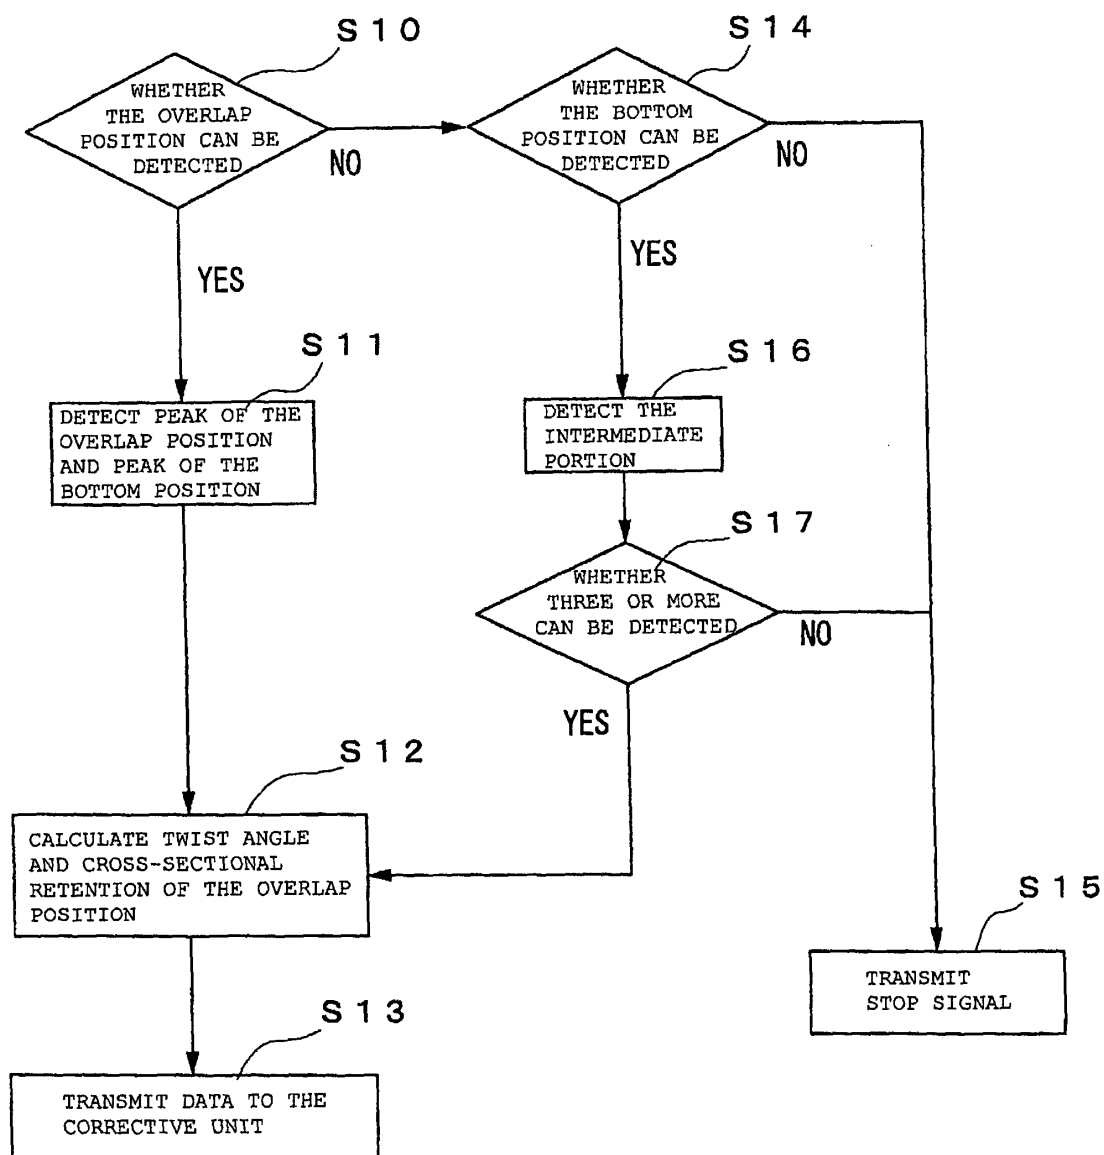 S10
WHETHER
THE OVERLAP
POSITION CAN BE
DETECTED
NO
YES
S14
WHETHER
THE BOTTOM
POSITION CAN BE
DETECTED
NO
YES
S11
DETECT PEAK OF THE
OVERLAP POSITION
AND PEAK OF THE
BOTTOM POSITION
S16
DETECT THE
INTERMEDIATE
PORTION
S17
WHETHER
THREE OR MORE
CAN BE DETECTED
NO
YES
S12
CALCULATE TWIST ANGLE
AND CROSS-SECTIONAL
RETENTION OF THE OVERLAP
POSITION
S15
TRANSMIT
STOP SIGNAL
S13
TRANSMIT DATA TO THE
CORRECTIVE UNIT